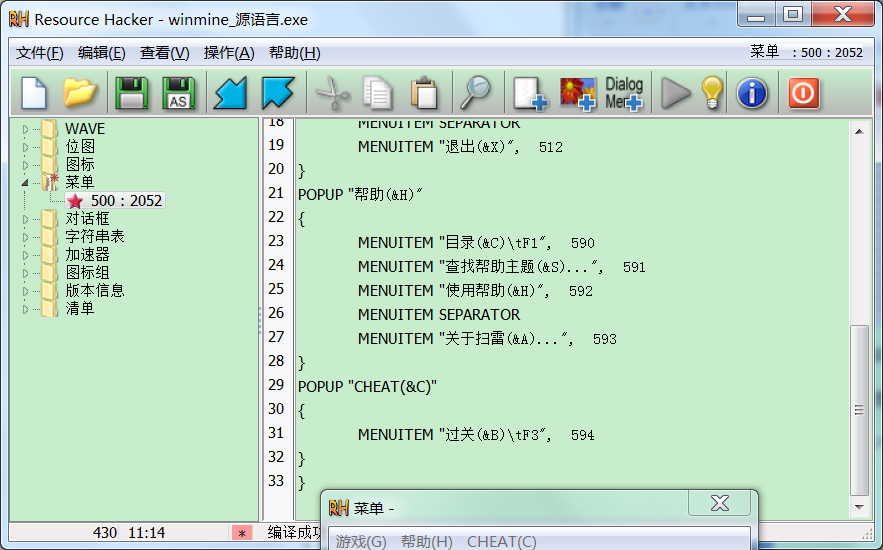 Resource Hacker - winmine_源语言.exe
文件(F) 编辑(E) 查看(V) 操作(A) 帮助(H) 菜单 : 500 : 2052
AS Dialog Me
WAVE
位图
图标
菜单
500 : 2052
对话框
字符串表
加速器
图标组
版本信息
清单
18 MENUITEM SEPARATOR
19 MENUITEM "退出(&X)", 512
20 }
21 POPUP "帮助(&H)"
22 {
23 MENUITEM "目录(&C)\tF1", 590
24 MENUITEM "查找帮助主题(&S)...", 591
25 MENUITEM "使用帮助(&H)", 592
26 MENUITEM SEPARATOR
27 MENUITEM "关于扫雷(&A)...", 593
28 }
29 POPUP "CHEAT(&C)"
30 {
31 MENUITEM "过关(&B)\tF3", 594
32 }
33 }
430 11:14 * 编译成功
RH 菜单 -
游戏(G) 帮助(H) CHEAT(C)